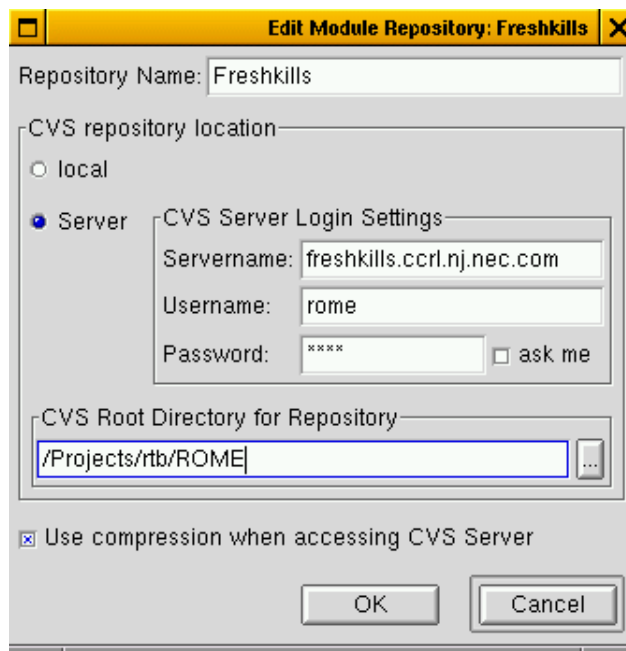 Edit Module Repository: Freshkills
Repository Name: Freshkills
CVS repository location
local
Server
CVS Server Login Settings
Servername: freshkills.ccrl.nj.nec.com
Username: rome
Password: **** ask me
CVS Root Directory for Repository
/Projects/rtb/ROME
...
Use compression when accessing CVS Server
OK Cancel